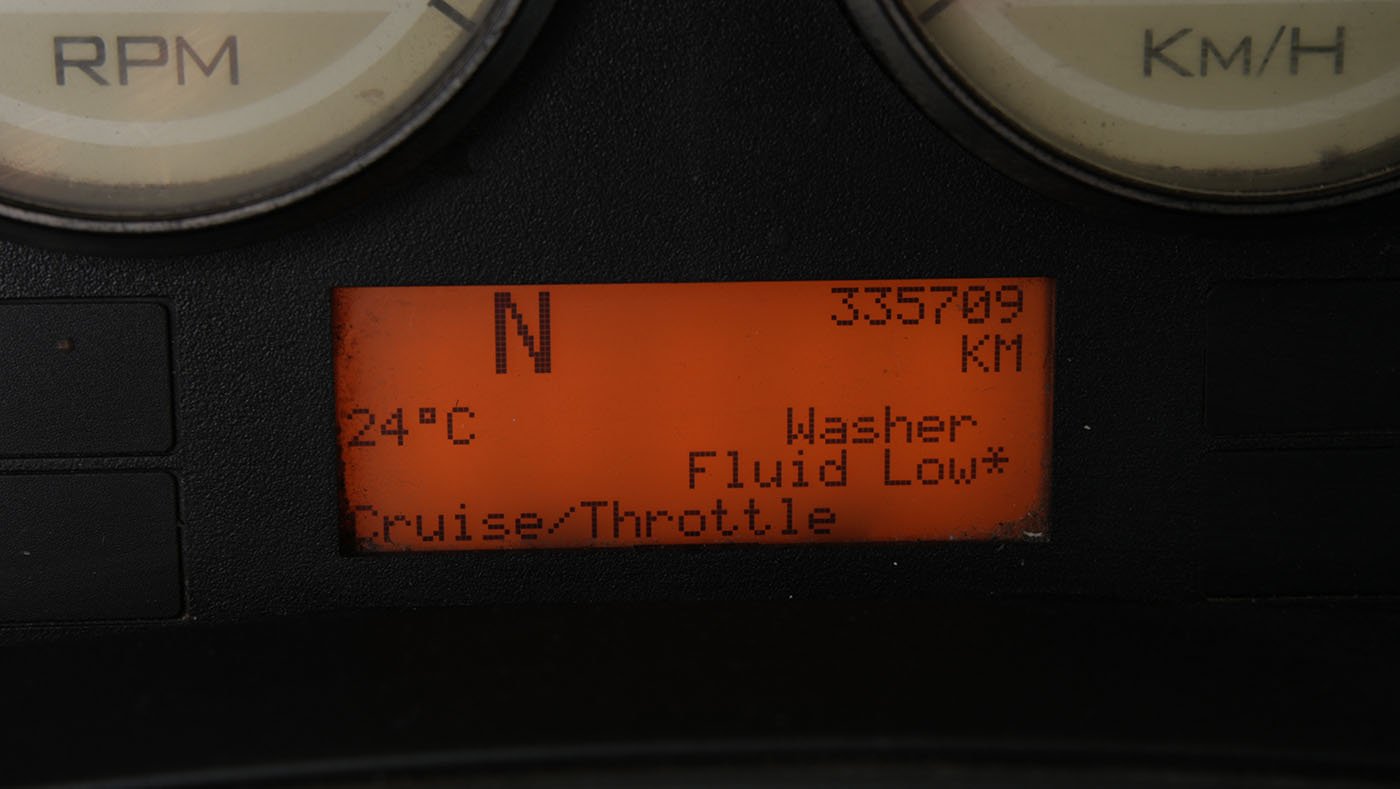 RPM
KM/H
N
335709
KM
24°C
Washer
Fluid Low*
Cruise/Throttle